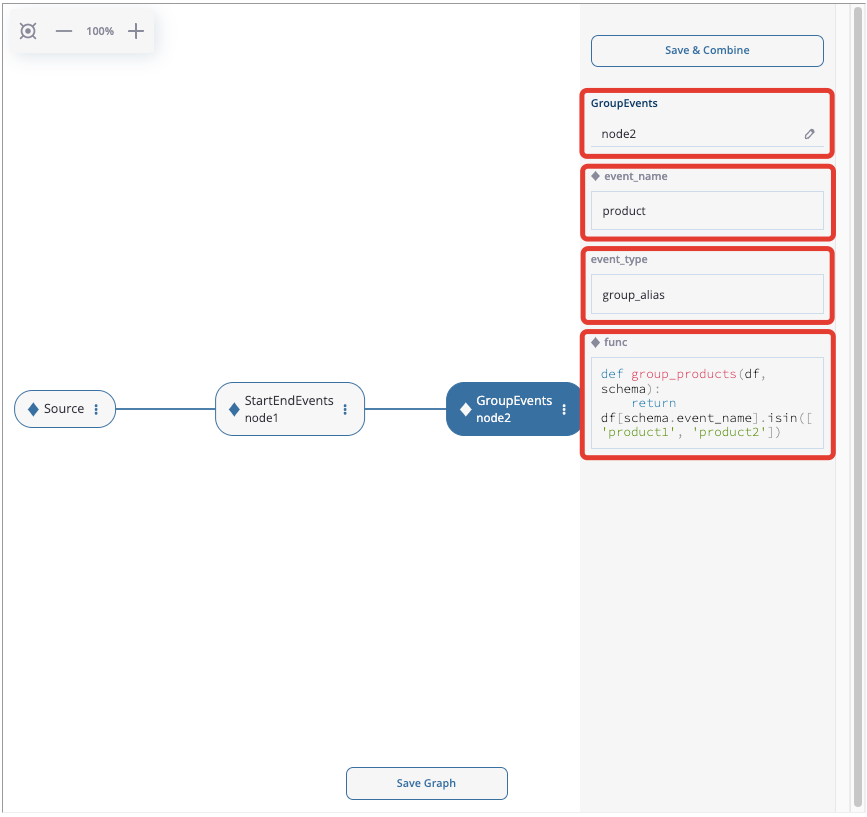 100%
Save & Combine
GroupEvents
node2
event_name
product
event_type
group_alias
func
def group_products(df,
schema):
    return
df[schema.event_name].isin([
'product1', 'product2'])
Source
StartEndEvents
node1
GroupEvents
node2
Save Graph